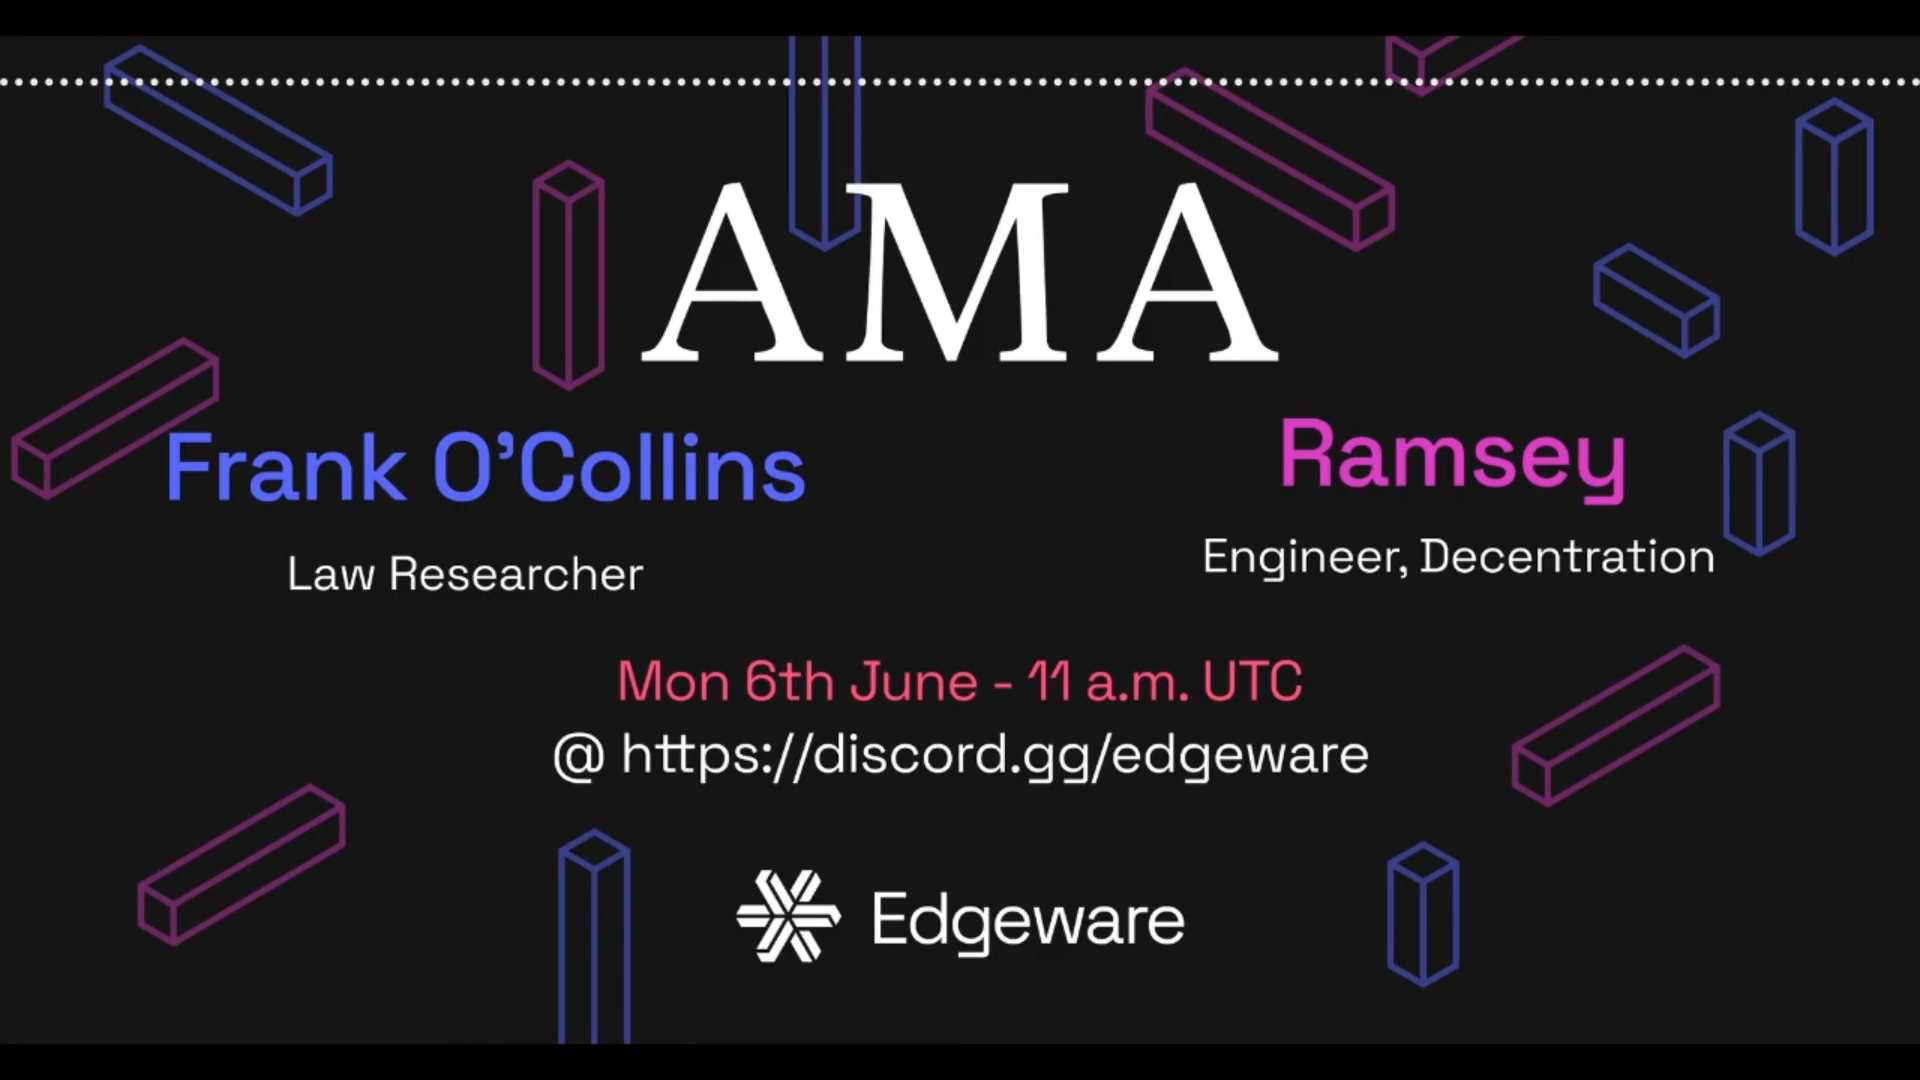 AMA
Frank O'Collins
Law Researcher
Ramsey
Engineer, Decentration
Mon 6th June - 11 a.m. UTC
@ https://discord.gg/edgeware
Edgeware